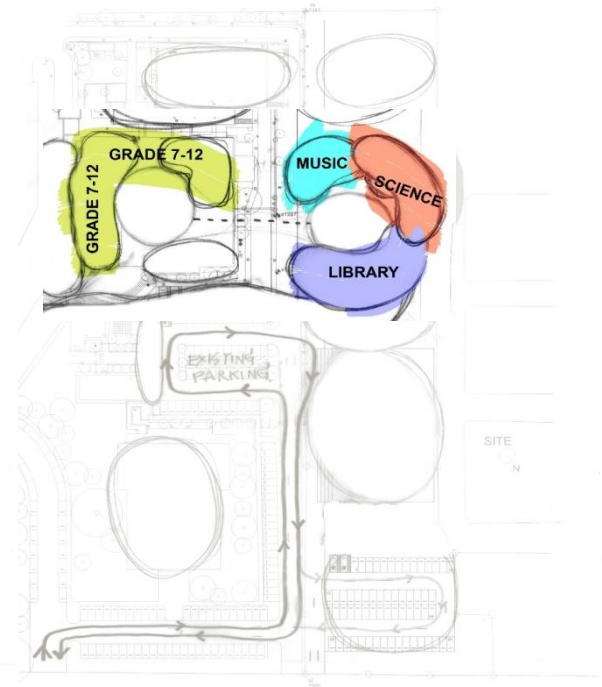 GRADE 7-12
GRADE 7-12
MUSIC
SCIENCE
LIBRARY
EXISTING
PARKING
SITE
N